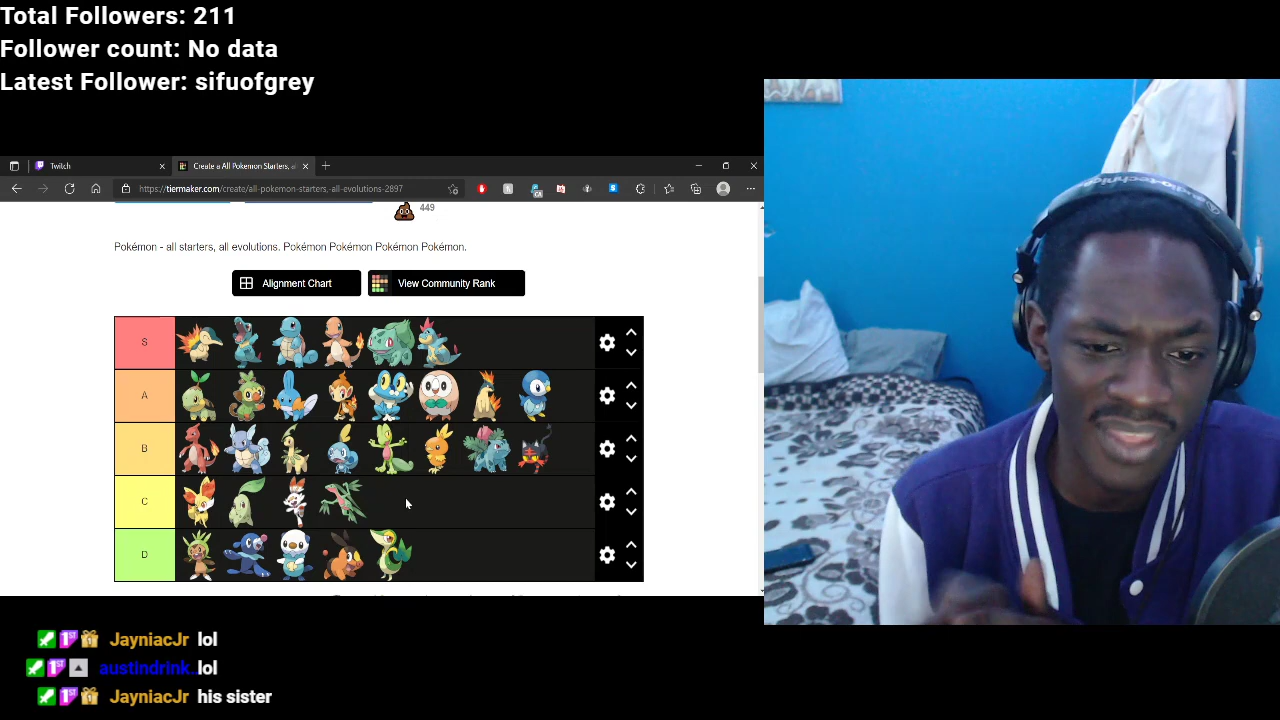 Total Followers: 211
Follower count: No data
Latest Follower: sifuofgrey
Twitch
Create a All Pokemon Starters, a
https://tiermaker.com/create/all-pokemon-starters,-all-evolutions-2897
449
Pokémon - all starters, all evolutions. Pokémon Pokémon Pokémon Pokémon.
Alignment Chart
View Community Rank
S
A
B
C
D
audio-technica
JayniacJr lol
austindrink..lol
JayniacJr his sister